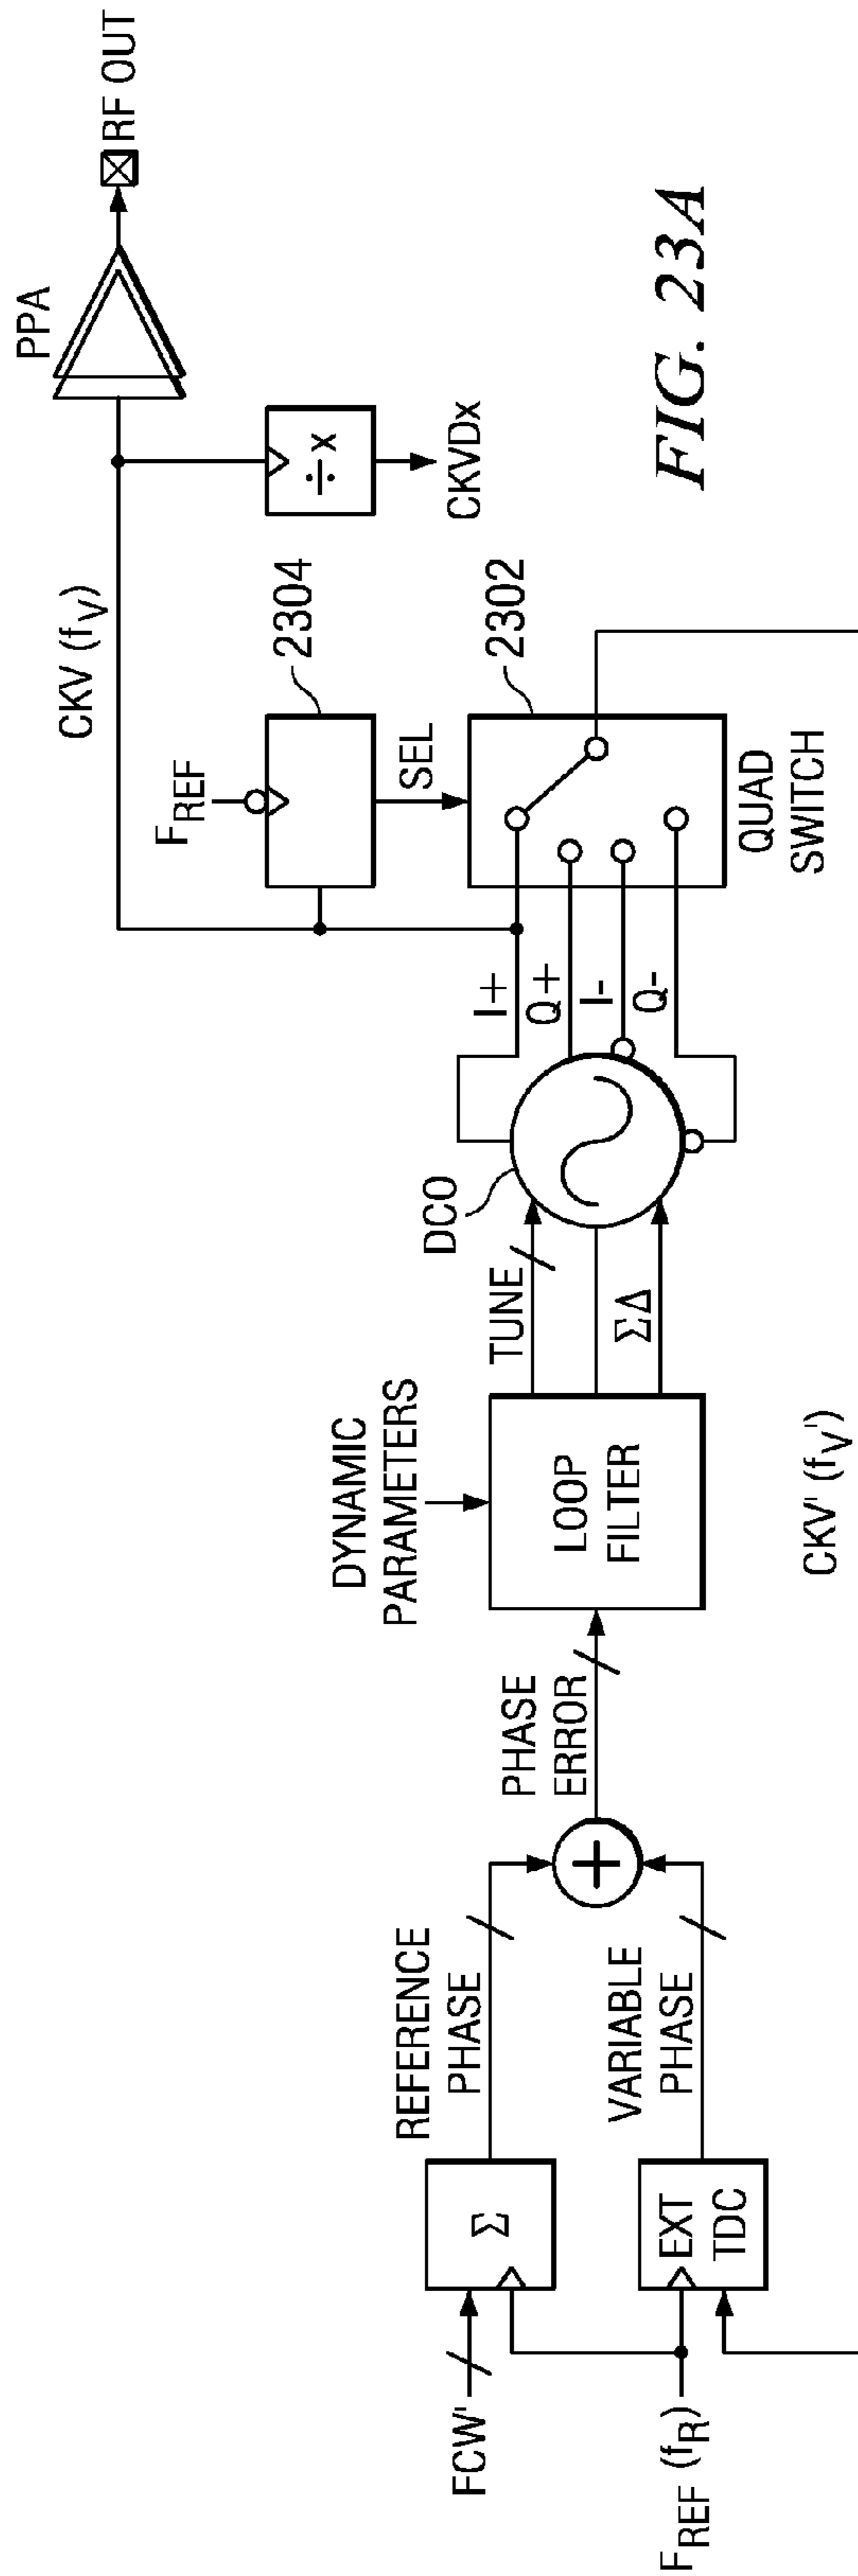 FCW'
F_REF (f_R)
Σ
EXT
TDC
REFERENCE
PHASE
VARIABLE
PHASE
+
PHASE
ERROR
DYNAMIC
PARAMETERS
LOOP
FILTER
CKV' (f_V')
TUNE
ΣΔ
DCO
I+
Q+
I-
Q-
F_REF
CKV (f_V)
SEL
2304
2302
QUAD
SWITCH
÷x
CKVDx
PPA
RF OUT
FIG. 23A